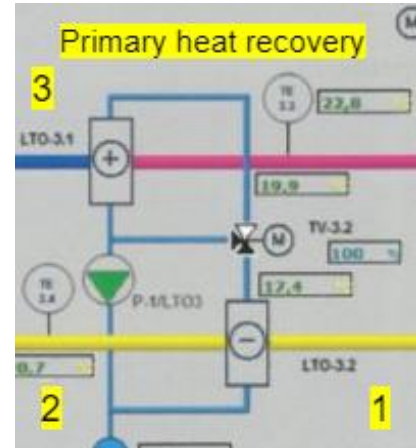 M
Primary heat recovery
3
TE
3.3
22,8
LTO-3.1
+
19,9
M
TV-3.2
100 %
TE
3.4
P-1/LTO3
17,4
−
0,7
LTO-3.2
2
1